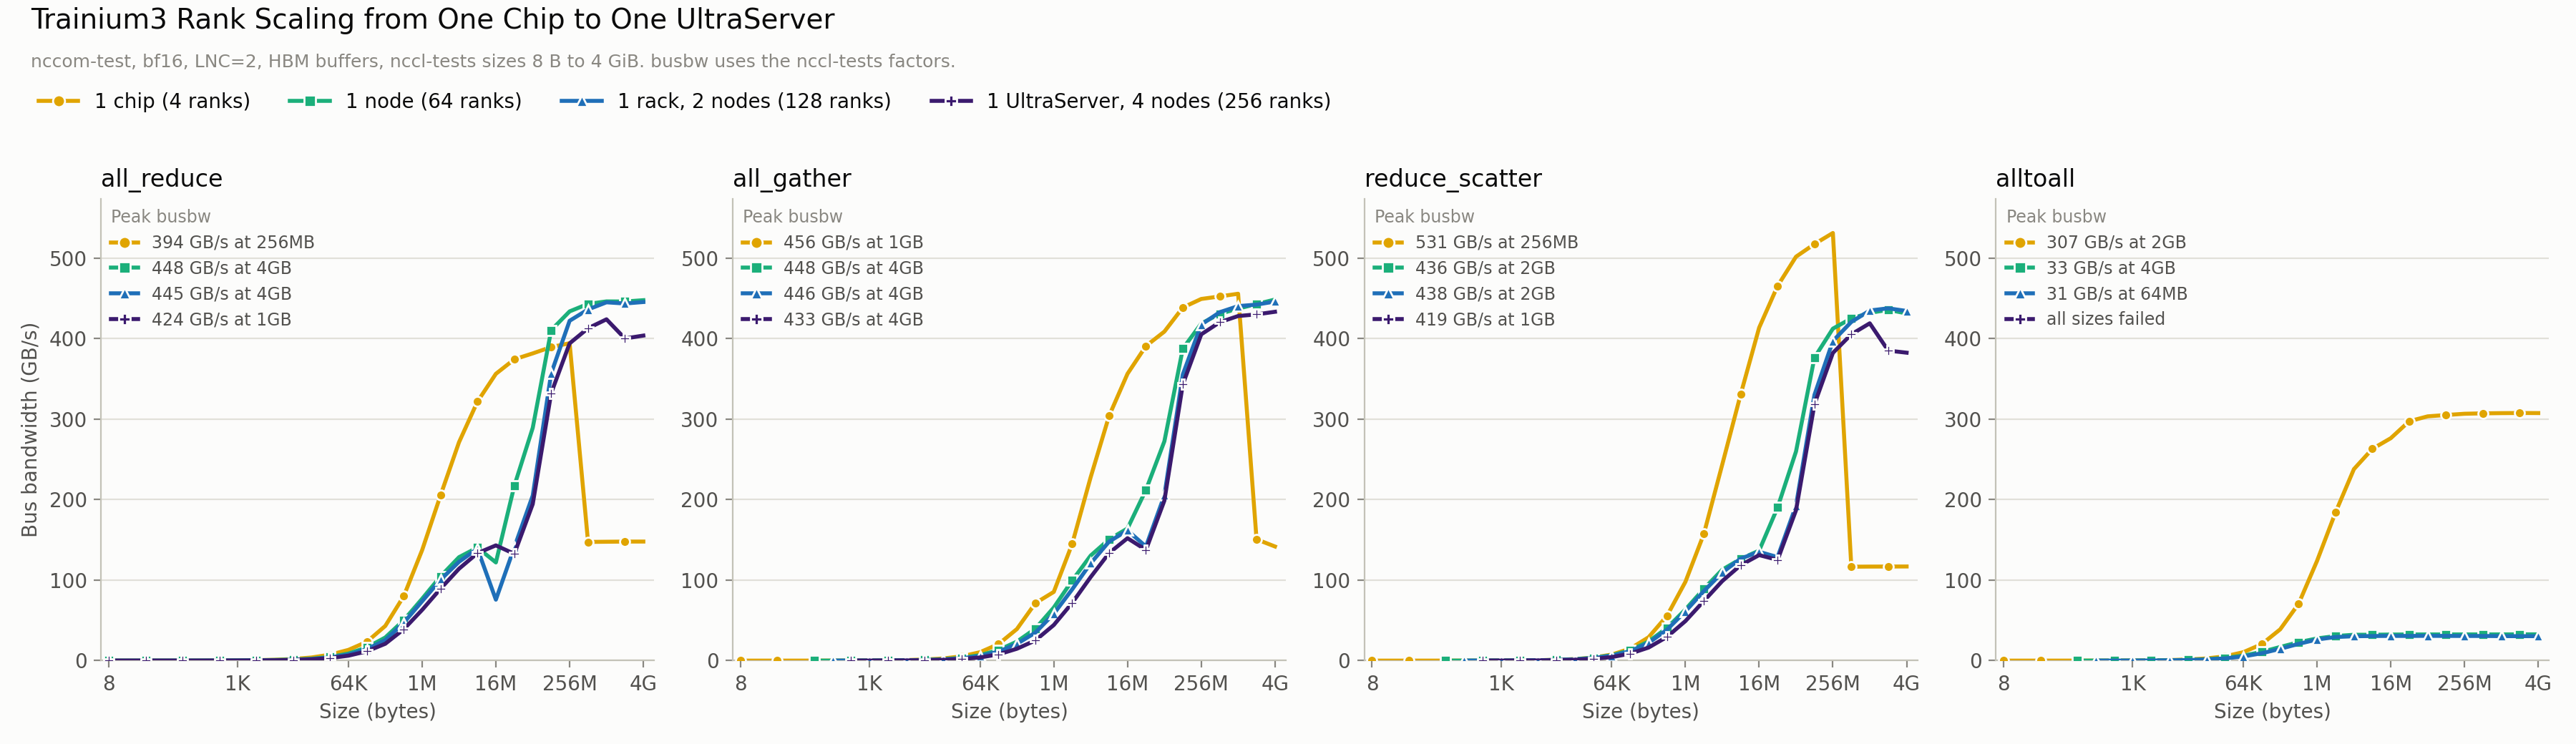 Trainium3 Rank Scaling from One Chip to One UltraServer
nccom-test, bf16, LNC=2, HBM buffers, nccl-tests sizes 8 B to 4 GiB. busbw uses the nccl-tests factors.
1 chip (4 ranks)
1 node (64 ranks)
1 rack, 2 nodes (128 ranks)
1 UltraServer, 4 nodes (256 ranks)
all_reduce
Peak busbw
394 GB/s at 256MB
448 GB/s at 4GB
445 GB/s at 4GB
424 GB/s at 1GB
Bus bandwidth (GB/s)
500
400
300
200
100
0
8 1K 64K 1M 16M 256M 4G
Size (bytes)
all_gather
Peak busbw
456 GB/s at 1GB
448 GB/s at 4GB
446 GB/s at 4GB
433 GB/s at 4GB
500
400
300
200
100
0
8 1K 64K 1M 16M 256M 4G
Size (bytes)
reduce_scatter
Peak busbw
531 GB/s at 256MB
436 GB/s at 2GB
438 GB/s at 2GB
419 GB/s at 1GB
500
400
300
200
100
0
8 1K 64K 1M 16M 256M 4G
Size (bytes)
alltoall
Peak busbw
307 GB/s at 2GB
33 GB/s at 4GB
31 GB/s at 64MB
all sizes failed
500
400
300
200
100
0
8 1K 64K 1M 16M 256M 4G
Size (bytes)